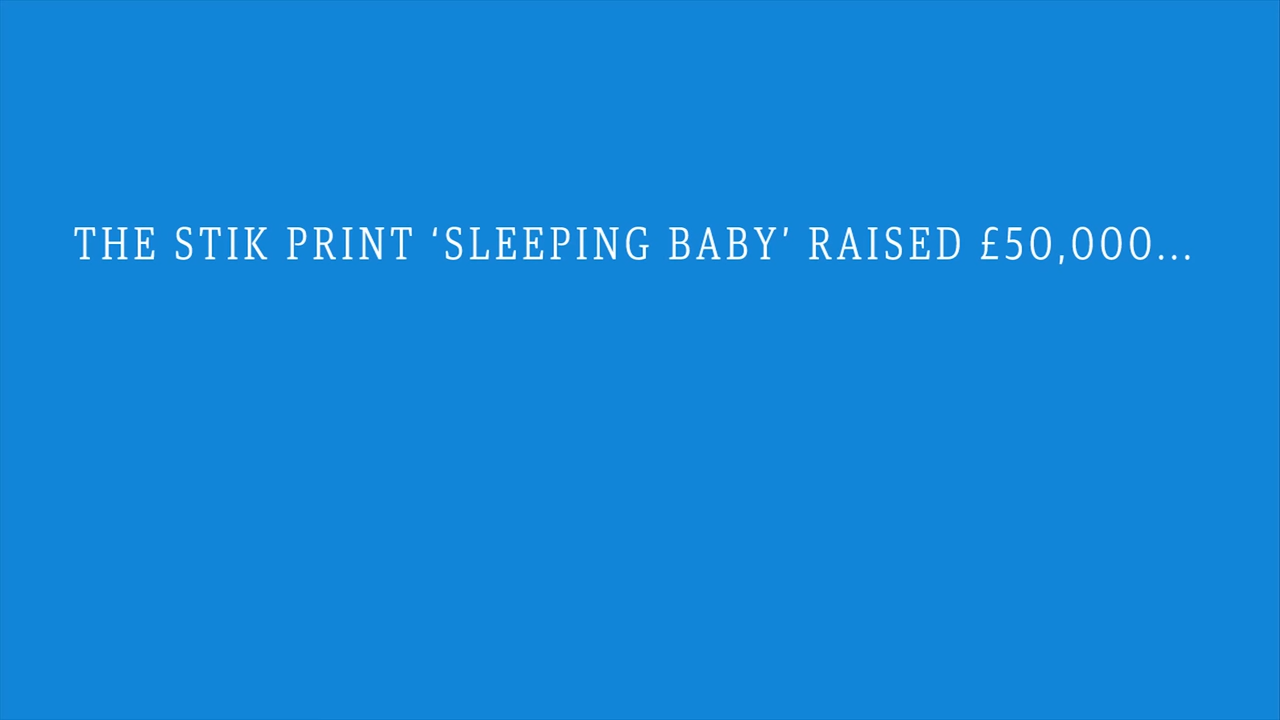 THE STIK PRINT ‘SLEEPING BABY’ RAISED £50,000...